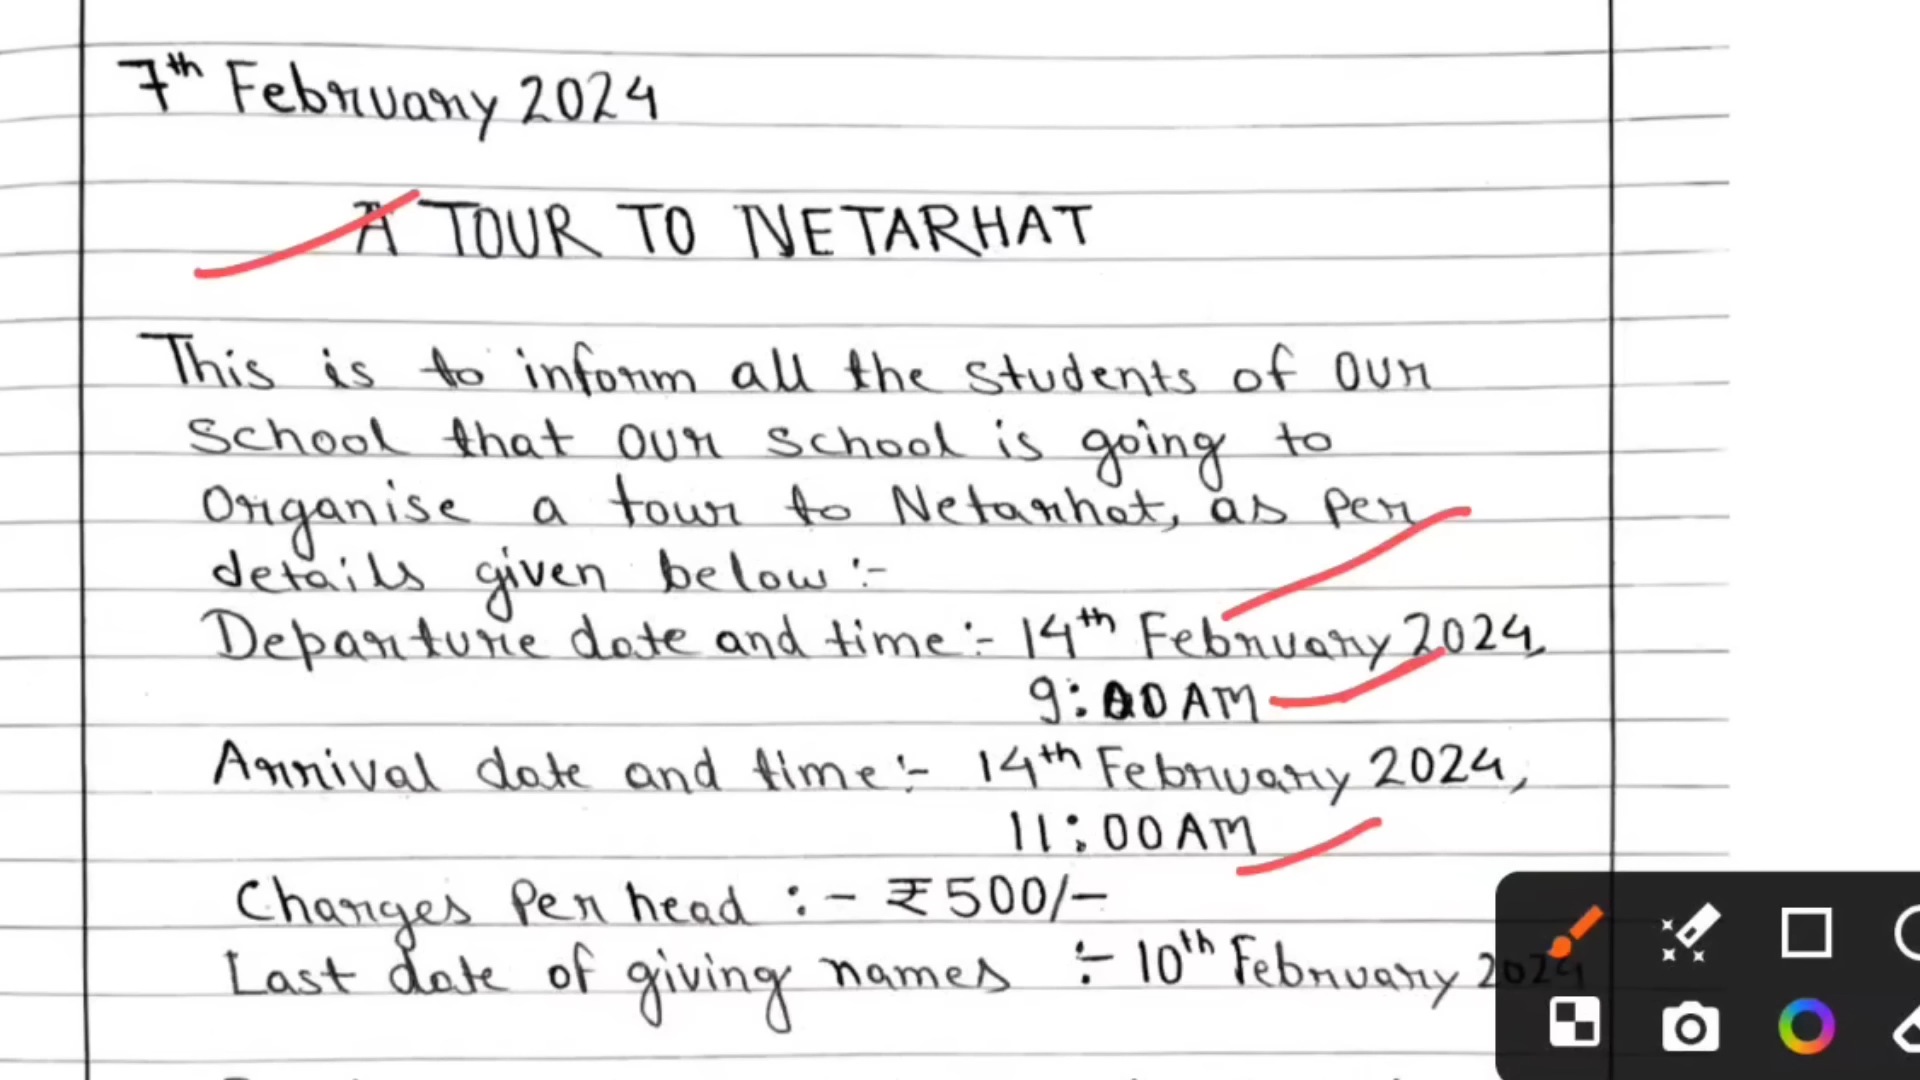 7th February 2024
A TOUR TO NETARHAT
This is to inform all the students of our
school that our school is going to
organise a tour to Netarhat, as per
details given below :-
Departure date and time :- 14th February 2024,
9:00 AM
Arrival date and time :- 14th February 2024,
11:00 AM
Charges Per head :- ₹500/-
Last date of giving names :- 10th February 2024